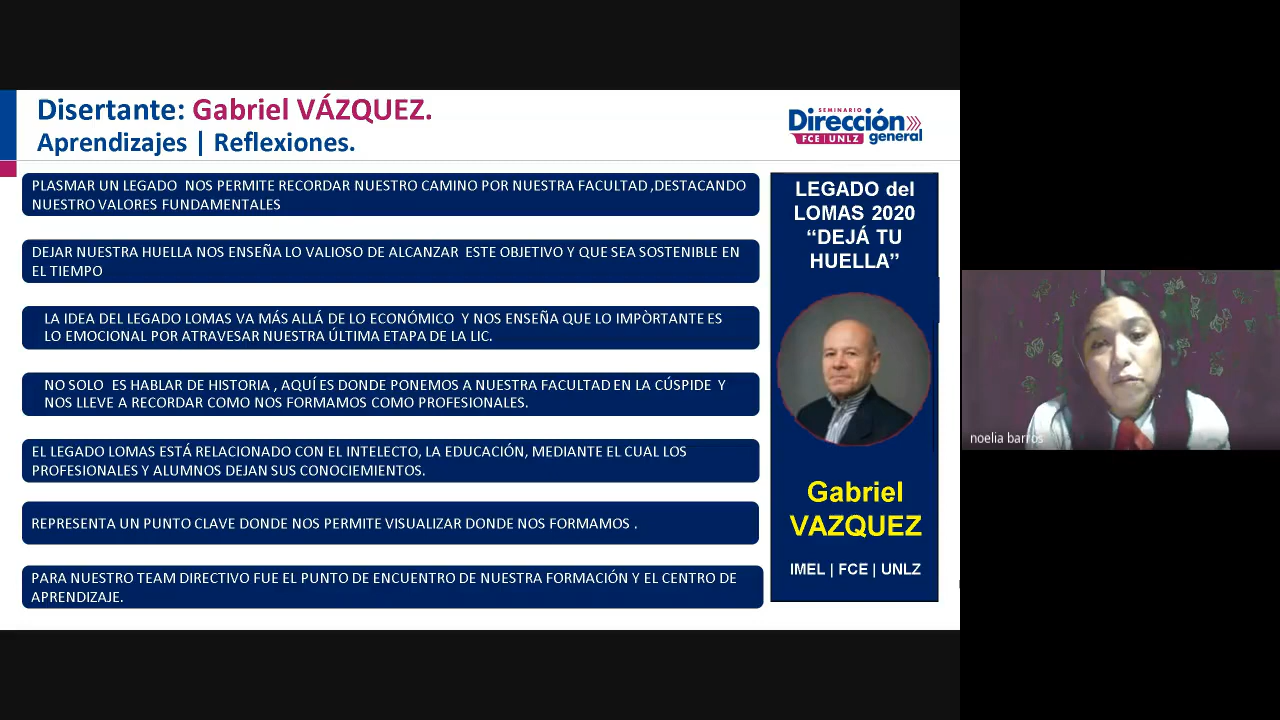 Disertante: Gabriel VÁZQUEZ.
Aprendizajes | Reflexiones.
SEMINARIO
Dirección
FCE | UNLZ general
PLASMAR UN LEGADO NOS PERMITE RECORDAR NUESTRO CAMINO POR NUESTRA FACULTAD ,DESTACANDO
NUESTRO VALORES FUNDAMENTALES
DEJAR NUESTRA HUELLA NOS ENSEÑA LO VALIOSO DE ALCANZAR ESTE OBJETIVO Y QUE SEA SOSTENIBLE EN
EL TIEMPO
LA IDEA DEL LEGADO LOMAS VA MÁS ALLÁ DE LO ECONÓMICO Y NOS ENSEÑA QUE LO IMPÒRTANTE ES
LO EMOCIONAL POR ATRAVESAR NUESTRA ÚLTIMA ETAPA DE LA LIC.
NO SOLO ES HABLAR DE HISTORIA , AQUÍ ES DONDE PONEMOS A NUESTRA FACULTAD EN LA CÚSPIDE Y
NOS LLEVE A RECORDAR COMO NOS FORMAMOS COMO PROFESIONALES.
EL LEGADO LOMAS ESTÁ RELACIONADO CON EL INTELECTO, LA EDUCACIÓN, MEDIANTE EL CUAL LOS
PROFESIONALES Y ALUMNOS DEJAN SUS CONOCIEMIENTOS.
REPRESENTA UN PUNTO CLAVE DONDE NOS PERMITE VISUALIZAR DONDE NOS FORMAMOS .
PARA NUESTRO TEAM DIRECTIVO FUE EL PUNTO DE ENCUENTRO DE NUESTRA FORMACIÓN Y EL CENTRO DE
APRENDIZAJE.
LEGADO del
LOMAS 2020
“DEJÁ TU
HUELLA”
Gabriel
VAZQUEZ
IMEL | FCE | UNLZ
noelia barros